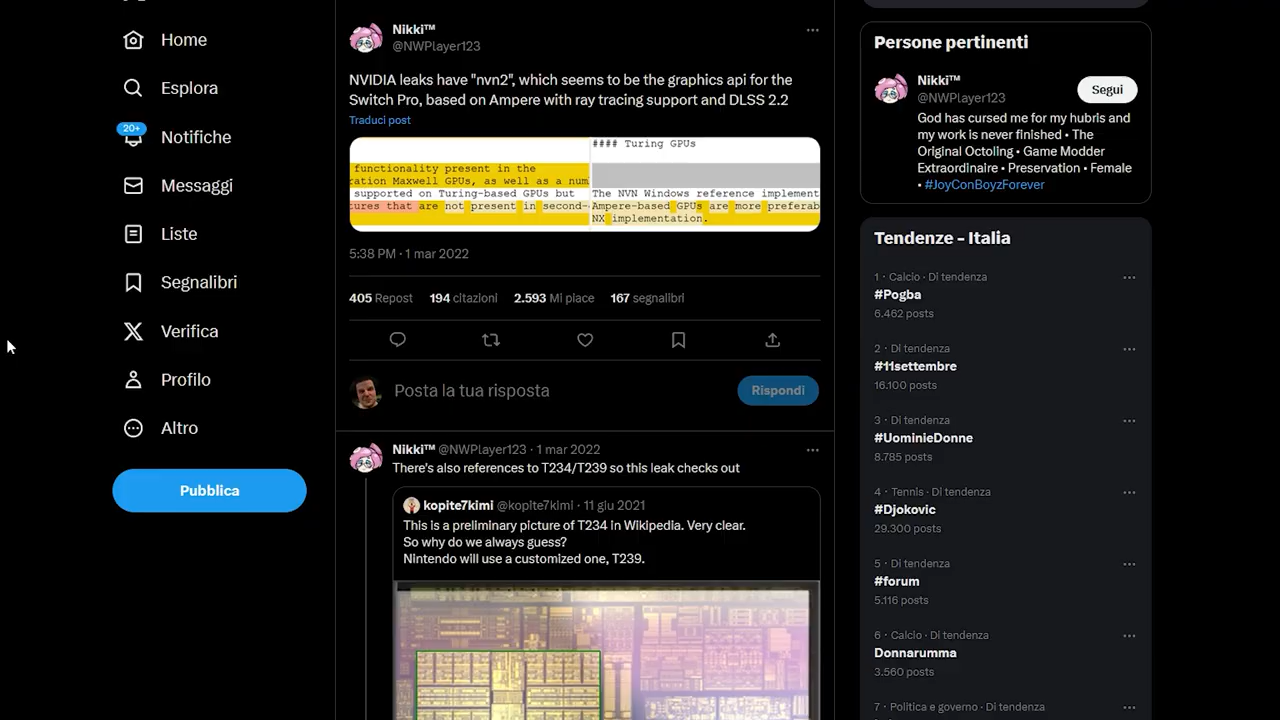 Home
Esplora
20+
Notifiche
Messaggi
Liste
Segnalibri
Verifica
Profilo
Altro
Pubblica
Nikki™
@NWPlayer123
NVIDIA leaks have "nvn2", which seems to be the graphics api for the
Switch Pro, based on Ampere with ray tracing support and DLSS 2.2
Traduci post
functionality present in the
ration Maxwell GPUs, as well as a num
supported on Turing-based GPUs but
tures that are not present in second-
#### Turing GPUs
The NVN Windows reference implement
Ampere-based GPUs are more preferab
NX implementation.
5:38 PM · 1 mar 2022
405 Repost 194 citazioni 2.593 Mi piace 167 segnalibri
Posta la tua risposta
Rispondi
Nikki™ @NWPlayer123 · 1 mar 2022
There's also references to T234/T239 so this leak checks out
kopite7kimi @kopite7kimi · 11 giu 2021
This is a preliminary picture of T234 in Wikipedia. Very clear.
So why do we always guess?
Nintendo will use a customized one, T239.
Persone pertinenti
Nikki™
@NWPlayer123
Segui
God has cursed me for my hubris and
my work is never finished • The
Original Octoling • Game Modder
Extraordinaire • Preservation • Female
• #JoyConBoyzForever
Tendenze - Italia
1 · Calcio · Di tendenza
#Pogba
6.462 posts
2 · Di tendenza
#11settembre
16.100 posts
3 · Di tendenza
#UominieDonne
8.785 posts
4 · Tennis · Di tendenza
#Djokovic
29.300 posts
5 · Di tendenza
#forum
5.116 posts
6 · Calcio · Di tendenza
Donnarumma
3.560 posts
7 · Politica e governo · Di tendenza